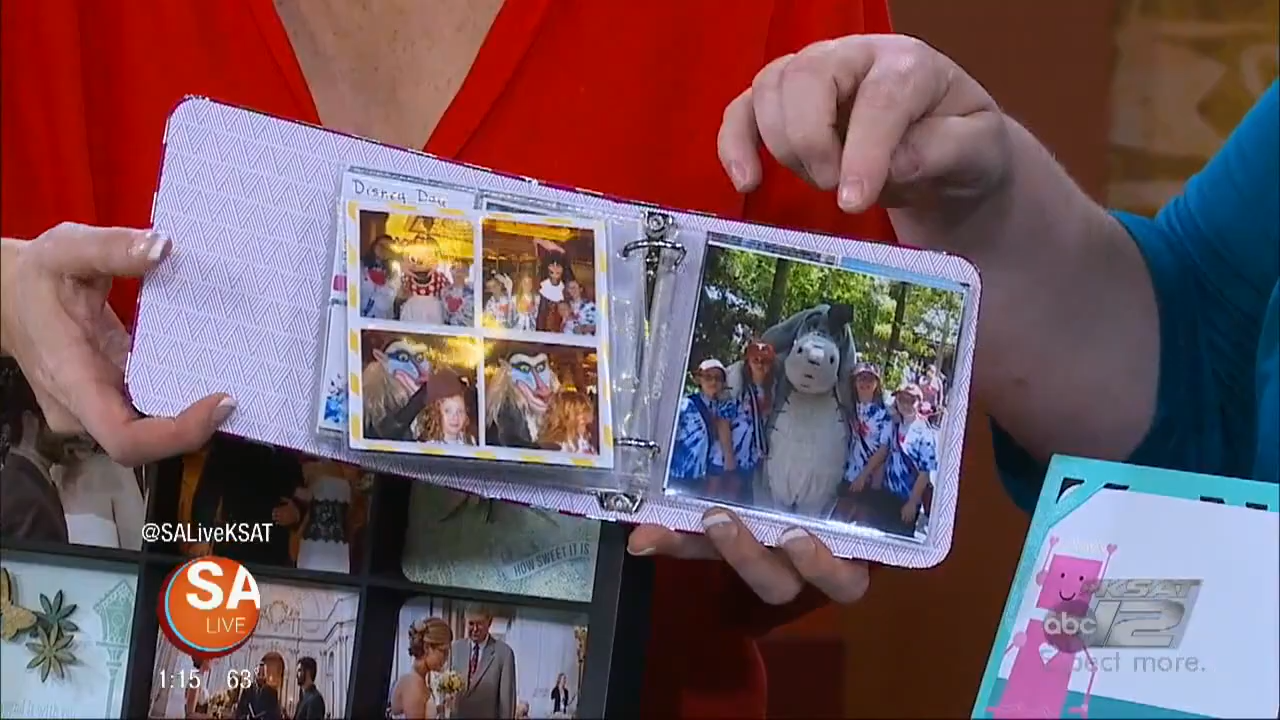 Disney Day
HOW SWEET IT IS
@SALiveKSAT
SA
LIVE
1:15 63°
KSAT
abc 12
pect more.